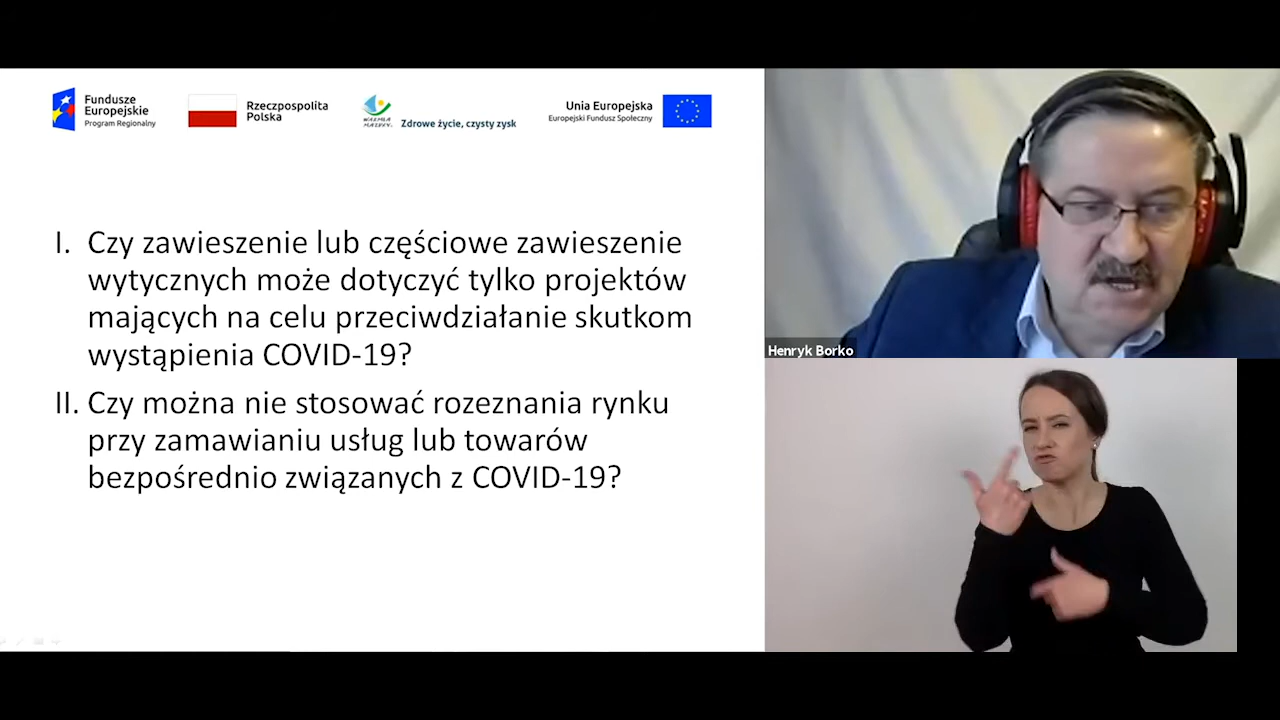 Fundusze
Europejskie
Program Regionalny
Rzeczpospolita
Polska
Zdrowe życie, czysty zysk
Unia Europejska
Europejski Fundusz Społeczny
I. Czy zawieszenie lub częściowe zawieszenie
wytycznych może dotyczyć tylko projektów
mających na celu przeciwdziałanie skutkom
wystąpienia COVID-19?
II. Czy można nie stosować rozeznania rynku
przy zamawianiu usług lub towarów
bezpośrednio związanych z COVID-19?
Henryk Borko